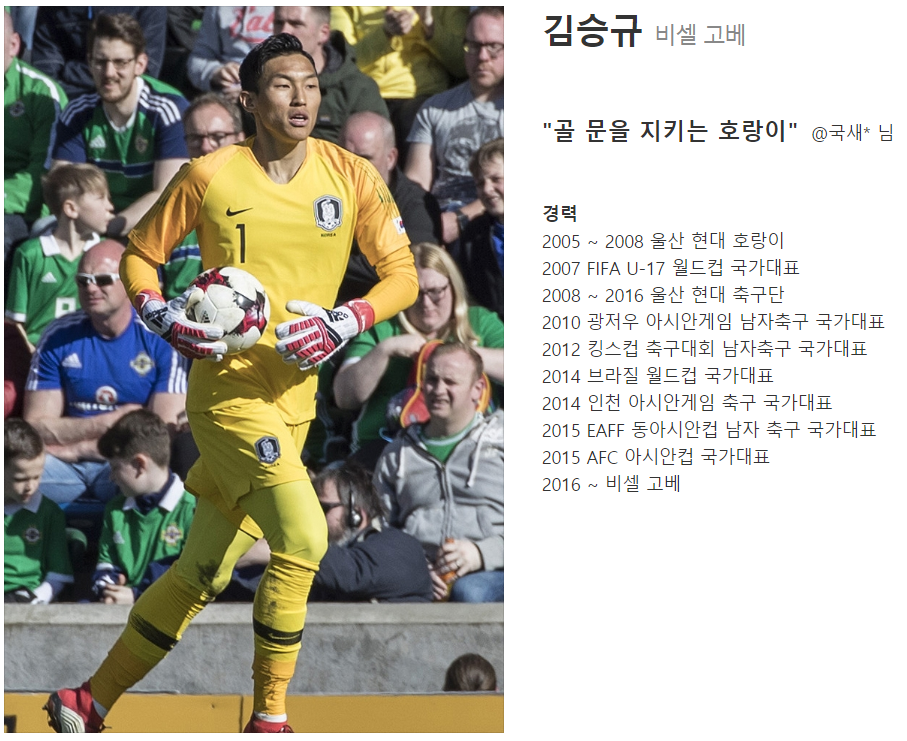 김승규 비셀 고베
"골 문을 지키는 호랑이" @국새* 님
경력
2005 ~ 2008 울산 현대 호랑이
2007 FIFA U-17 월드컵 국가대표
2008 ~ 2016 울산 현대 축구단
2010 광저우 아시안게임 남자축구 국가대표
2012 킹스컵 축구대회 남자축구 국가대표
2014 브라질 월드컵 국가대표
2014 인천 아시안게임 축구 국가대표
2015 EAFF 동아시안컵 남자 축구 국가대표
2015 AFC 아시안컵 국가대표
2016 ~ 비셀 고베
1
KOREA